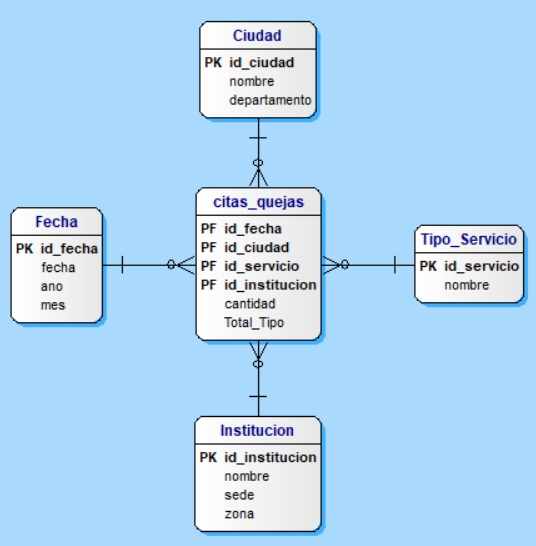 Ciudad
PK id_ciudad
nombre
departamento
citas_quejas
PF id_fecha
PF id_ciudad
PF id_servicio
PF id_institucion
cantidad
Total_Tipo
Fecha
PK id_fecha
fecha
ano
mes
Tipo_Servicio
PK id_servicio
nombre
Institucion
PK id_institucion
nombre
sede
zona